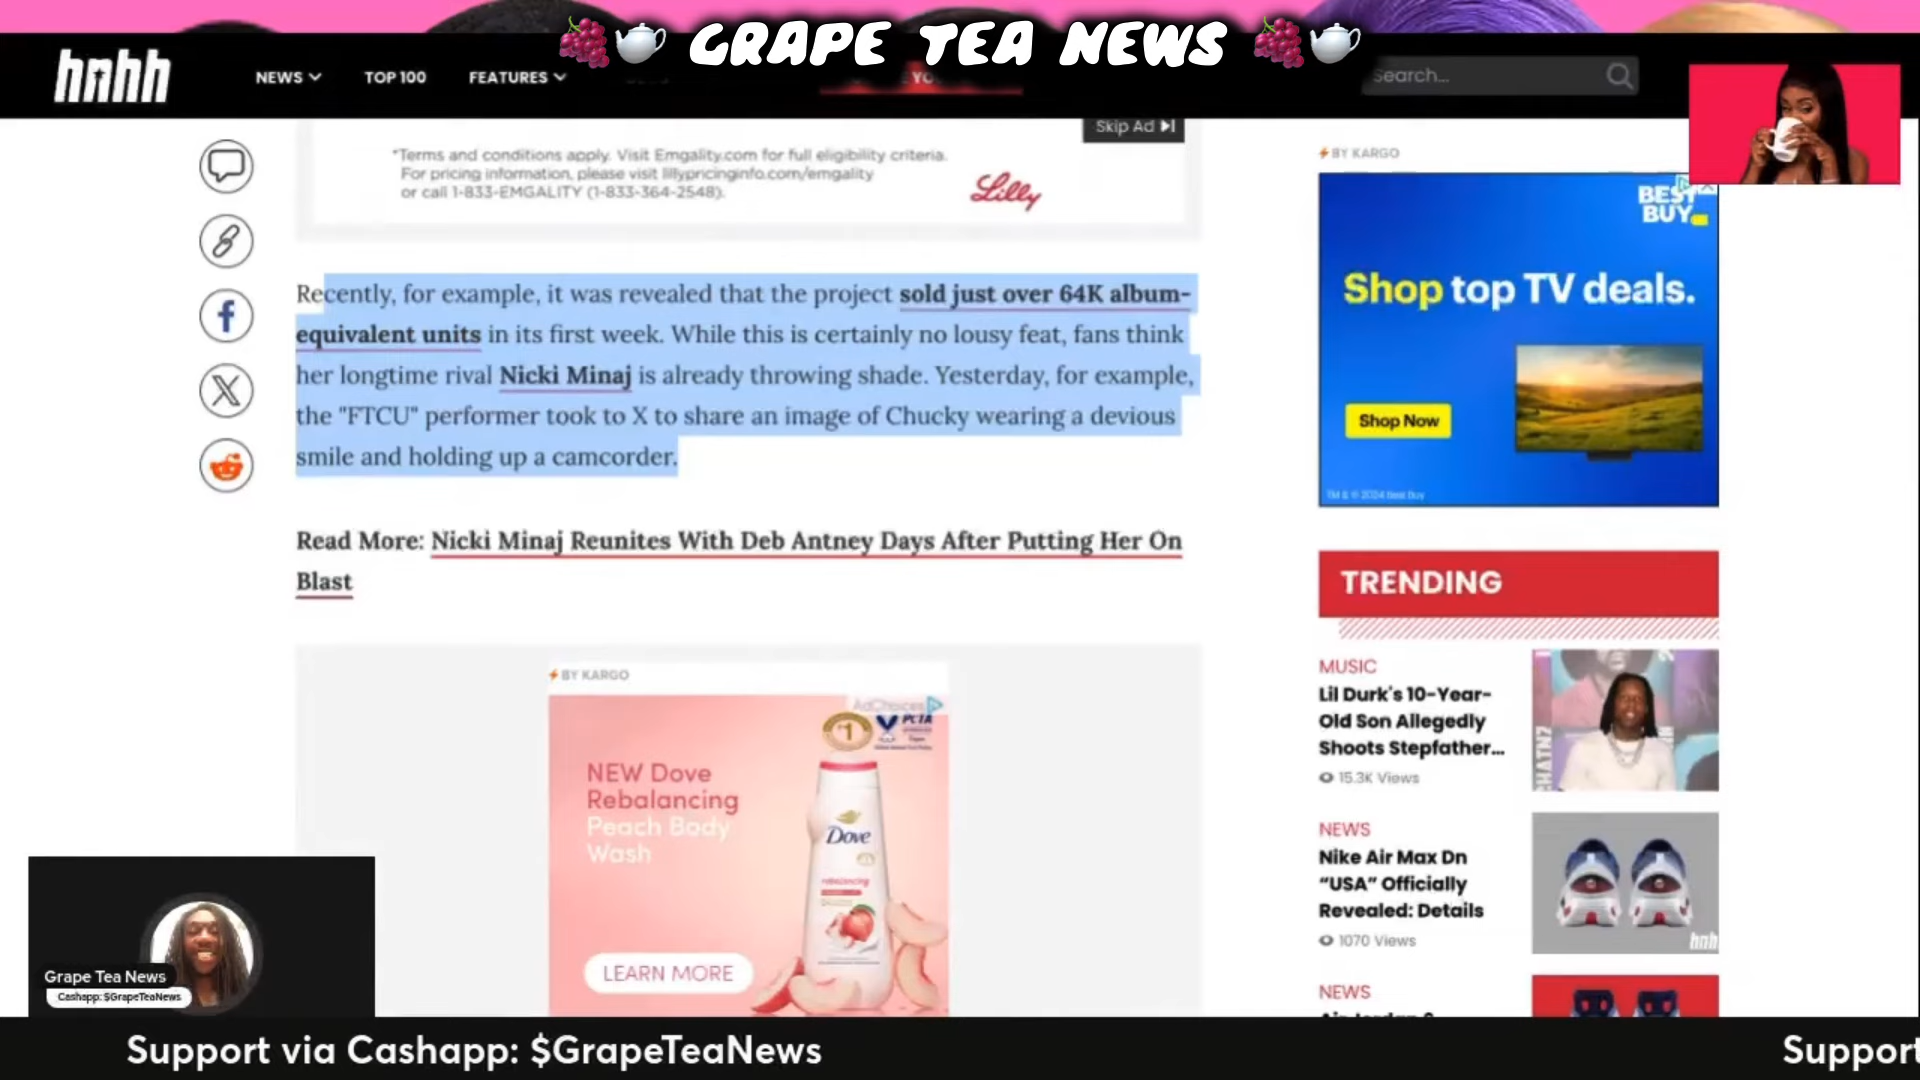 🍇🫖 GRAPE TEA NEWS 🍇🫖
hnhh
NEWS
TOP 100
FEATURES
Search...
Skip Ad
*Terms and conditions apply. Visit Emgality.com for full eligibility criteria.
For pricing information, please visit lillypricinginfo.com/emgality
or call 1-833-EMGALITY (1-833-364-2548).
Lilly
Recently, for example, it was revealed that the project sold just over 64K album-
equivalent units in its first week. While this is certainly no lousy feat, fans think
her longtime rival Nicki Minaj is already throwing shade. Yesterday, for example,
the "FTCU" performer took to X to share an image of Chucky wearing a devious
smile and holding up a camcorder.
Read More: Nicki Minaj Reunites With Deb Antney Days After Putting Her On
Blast
BY KARGO
AdChoices
#1
NEW Dove
Rebalancing
Peach Body
Wash
Dove
rebalancing
LEARN MORE
BY KARGO
BEST
BUY
Shop top TV deals.
Shop Now
TM & © 2024 Best Buy
TRENDING
MUSIC
Lil Durk's 10-Year-
Old Son Allegedly
Shoots Stepfather...
15.3K Views
NEWS
Nike Air Max Dn
“USA” Officially
Revealed: Details
1070 Views
hnhh
NEWS
Grape Tea News
Cashapp: $GrapeTeaNews
Support via Cashapp: $GrapeTeaNews
Support